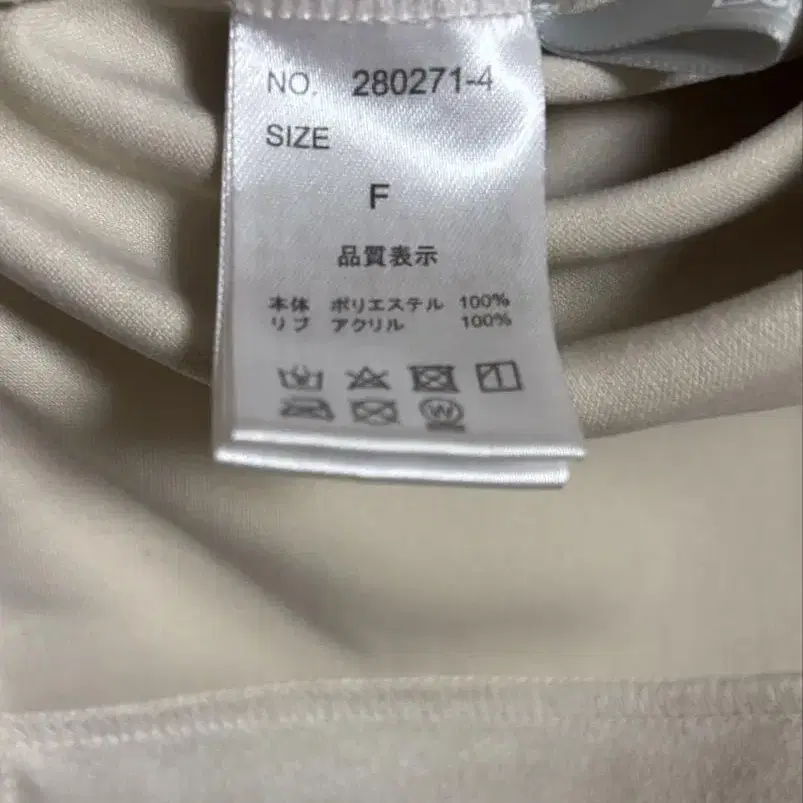 NO. 280271-4
SIZE
F
品質表示
本体 ポリエステル 100%
リブ アクリル 100%
W